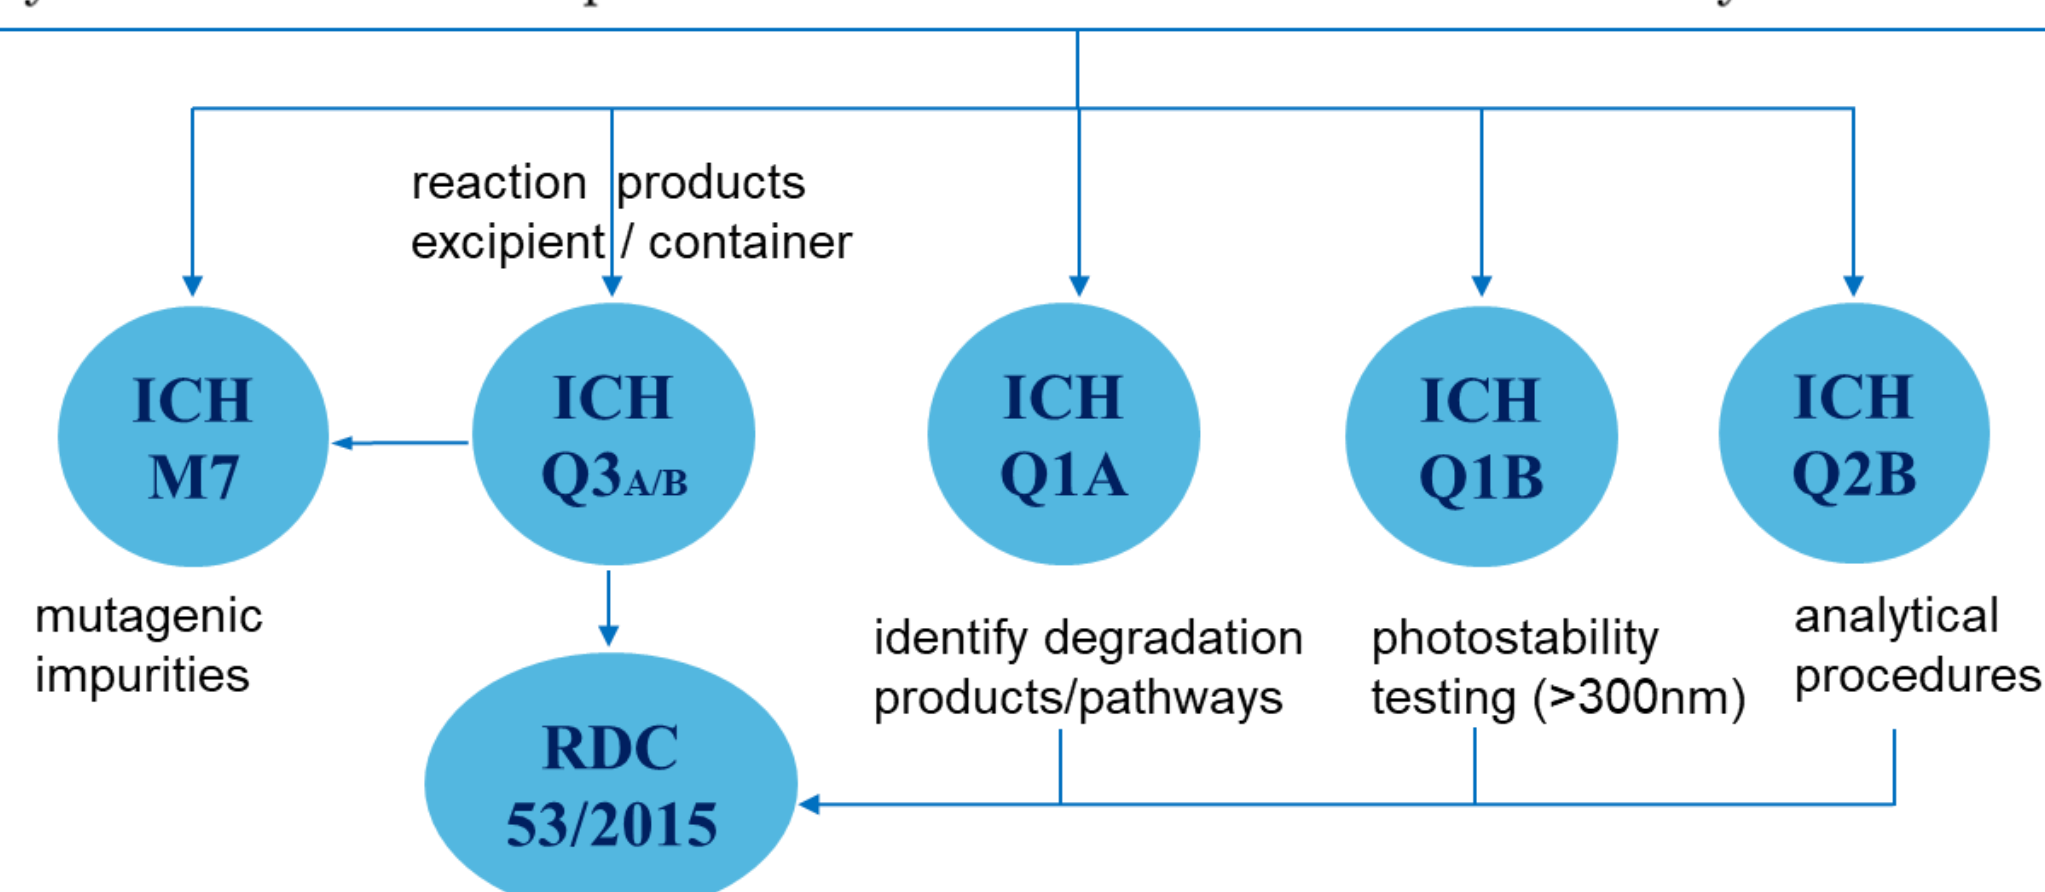 reaction products
excipient / container
ICH
M7
ICH
Q3A/B
ICH
Q1A
ICH
Q1B
ICH
Q2B
mutagenic
impurities
identify degradation
products/pathways
photostability
testing (>300nm)
analytical
procedures
RDC
53/2015